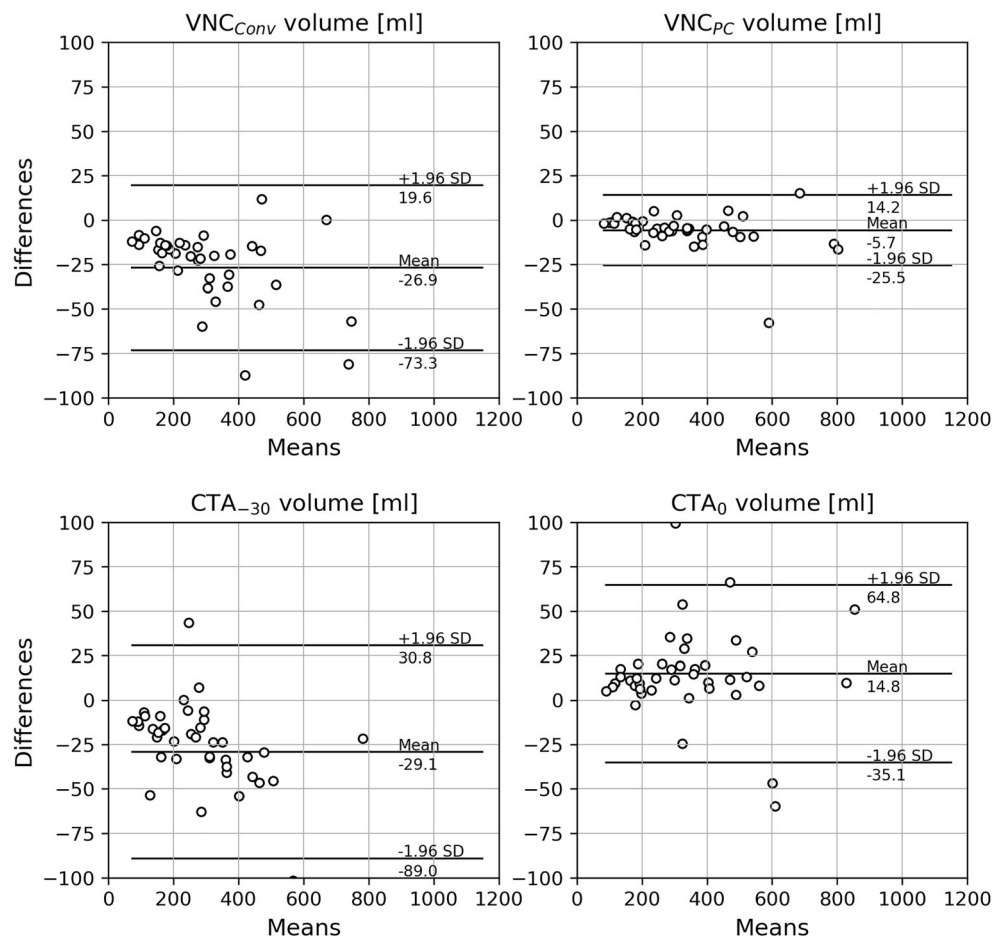 VNC_Conv volume [ml]
100
75
50
25
0
−25
−50
−75
−100
Differences
+1.96 SD
19.6
Mean
-26.9
-1.96 SD
-73.3
0 200 400 600 800 1000 1200
Means
VNC_PC volume [ml]
100
75
50
25
0
−25
−50
−75
−100
+1.96 SD
14.2
Mean
-5.7
-1.96 SD
-25.5
0 200 400 600 800 1000 1200
Means
CTA_−30 volume [ml]
100
75
50
25
0
−25
−50
−75
−100
Differences
+1.96 SD
30.8
Mean
-29.1
-1.96 SD
-89.0
0 200 400 600 800 1000 1200
Means
CTA_0 volume [ml]
100
75
50
25
0
−25
−50
−75
−100
+1.96 SD
64.8
Mean
14.8
-1.96 SD
-35.1
0 200 400 600 800 1000 1200
Means